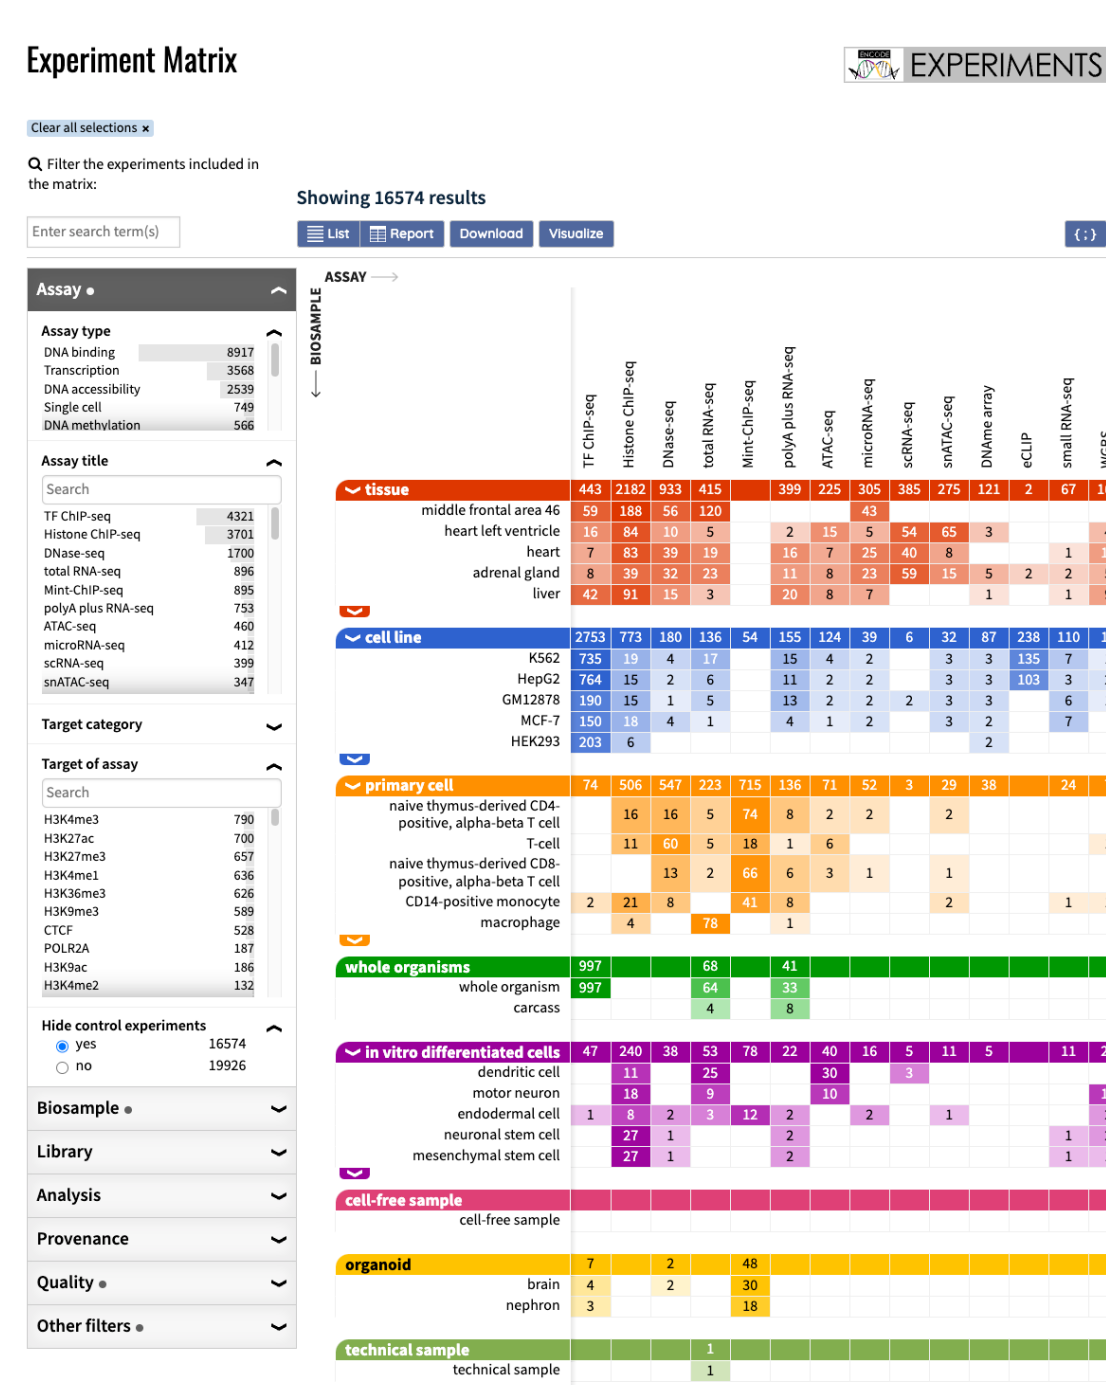 Experiment Matrix
ENCODE
EXPERIMENTS
Clear all selections ×
Filter the experiments included in
the matrix:
Showing 16574 results
Enter search term(s)
List Report Download Visualize {;}
Assay
ASSAY
BIOSAMPLE
Assay type
DNA binding 8917
Transcription 3568
DNA accessibility 2539
Single cell 749
DNA methylation 566
Assay title
Search
TF ChIP-seq 4321
Histone ChIP-seq 3701
DNase-seq 1700
total RNA-seq 896
Mint-ChIP-seq 895
polyA plus RNA-seq 753
ATAC-seq 460
microRNA-seq 412
scRNA-seq 399
snATAC-seq 347
Target category
Target of assay
Search
H3K4me3 790
H3K27ac 700
H3K27me3 657
H3K4me1 636
H3K36me3 626
H3K9me3 589
CTCF 528
POLR2A 187
H3K9ac 186
H3K4me2 132
Hide control experiments
yes 16574
no 19926
Biosample
Library
Analysis
Provenance
Quality
Other filters
TF ChIP-seq
Histone ChIP-seq
DNase-seq
total RNA-seq
Mint-ChIP-seq
polyA plus RNA-seq
ATAC-seq
microRNA-seq
scRNA-seq
snATAC-seq
DNAme array
eCLIP
small RNA-seq
tissue 443 2182 933 415 399 225 305 385 275 121 2 67
middle frontal area 46 59 188 56 120 43
heart left ventricle 16 84 10 5 2 15 5 54 65 3
heart 7 83 39 19 16 7 25 40 8 1
adrenal gland 8 39 32 23 11 8 23 59 15 5 2 2
liver 42 91 15 3 20 8 7 1 1
cell line 2753 773 180 136 54 155 124 39 6 32 87 238 110
K562 735 19 4 17 15 4 2 3 3 135 7
HepG2 764 15 2 6 11 2 2 3 3 103 3
GM12878 190 15 1 5 13 2 2 2 3 3 6
MCF-7 150 18 4 1 4 1 2 3 2 7
HEK293 203 6 2
primary cell 74 506 547 223 715 136 71 52 3 29 38 24
naive thymus-derived CD4-
positive, alpha-beta T cell 16 16 5 74 8 2 2 2
T-cell 11 60 5 18 1 6
naive thymus-derived CD8-
positive, alpha-beta T cell 13 2 66 6 3 1 1
CD14-positive monocyte 2 21 8 41 8 2 1
macrophage 4 78 1
whole organisms 997 68 41
whole organism 997 64 33
carcass 4 8
in vitro differentiated cells 47 240 38 53 78 22 40 16 5 11 5 11
dendritic cell 11 25 30 3
motor neuron 18 9 10
endodermal cell 1 8 2 3 12 2 2 1
neuronal stem cell 27 1 2 1
mesenchymal stem cell 27 1 2 1
cell-free sample
cell-free sample
organoid 7 2 48
brain 4 2 30
nephron 3 18
technical sample 1
technical sample 1